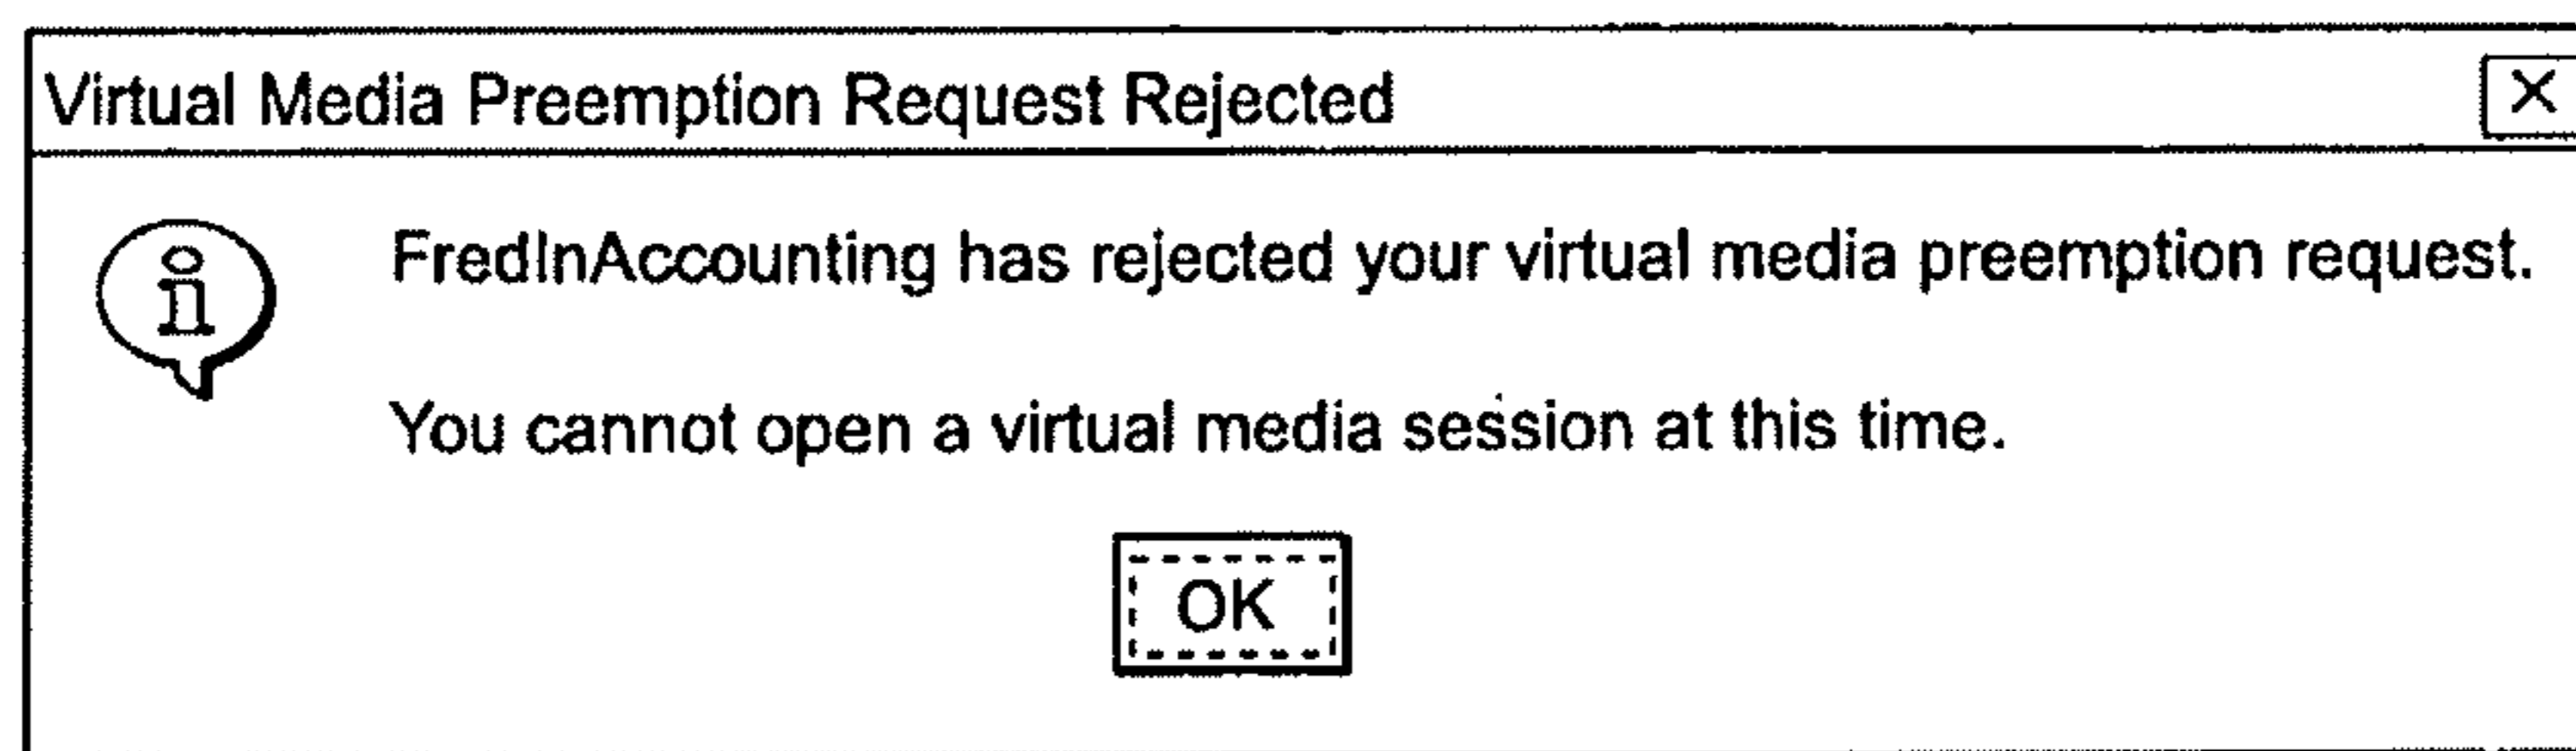 Virtual Media Preemption Request Rejected
FredInAccounting has rejected your virtual media preemption request.
You cannot open a virtual media session at this time.
OK